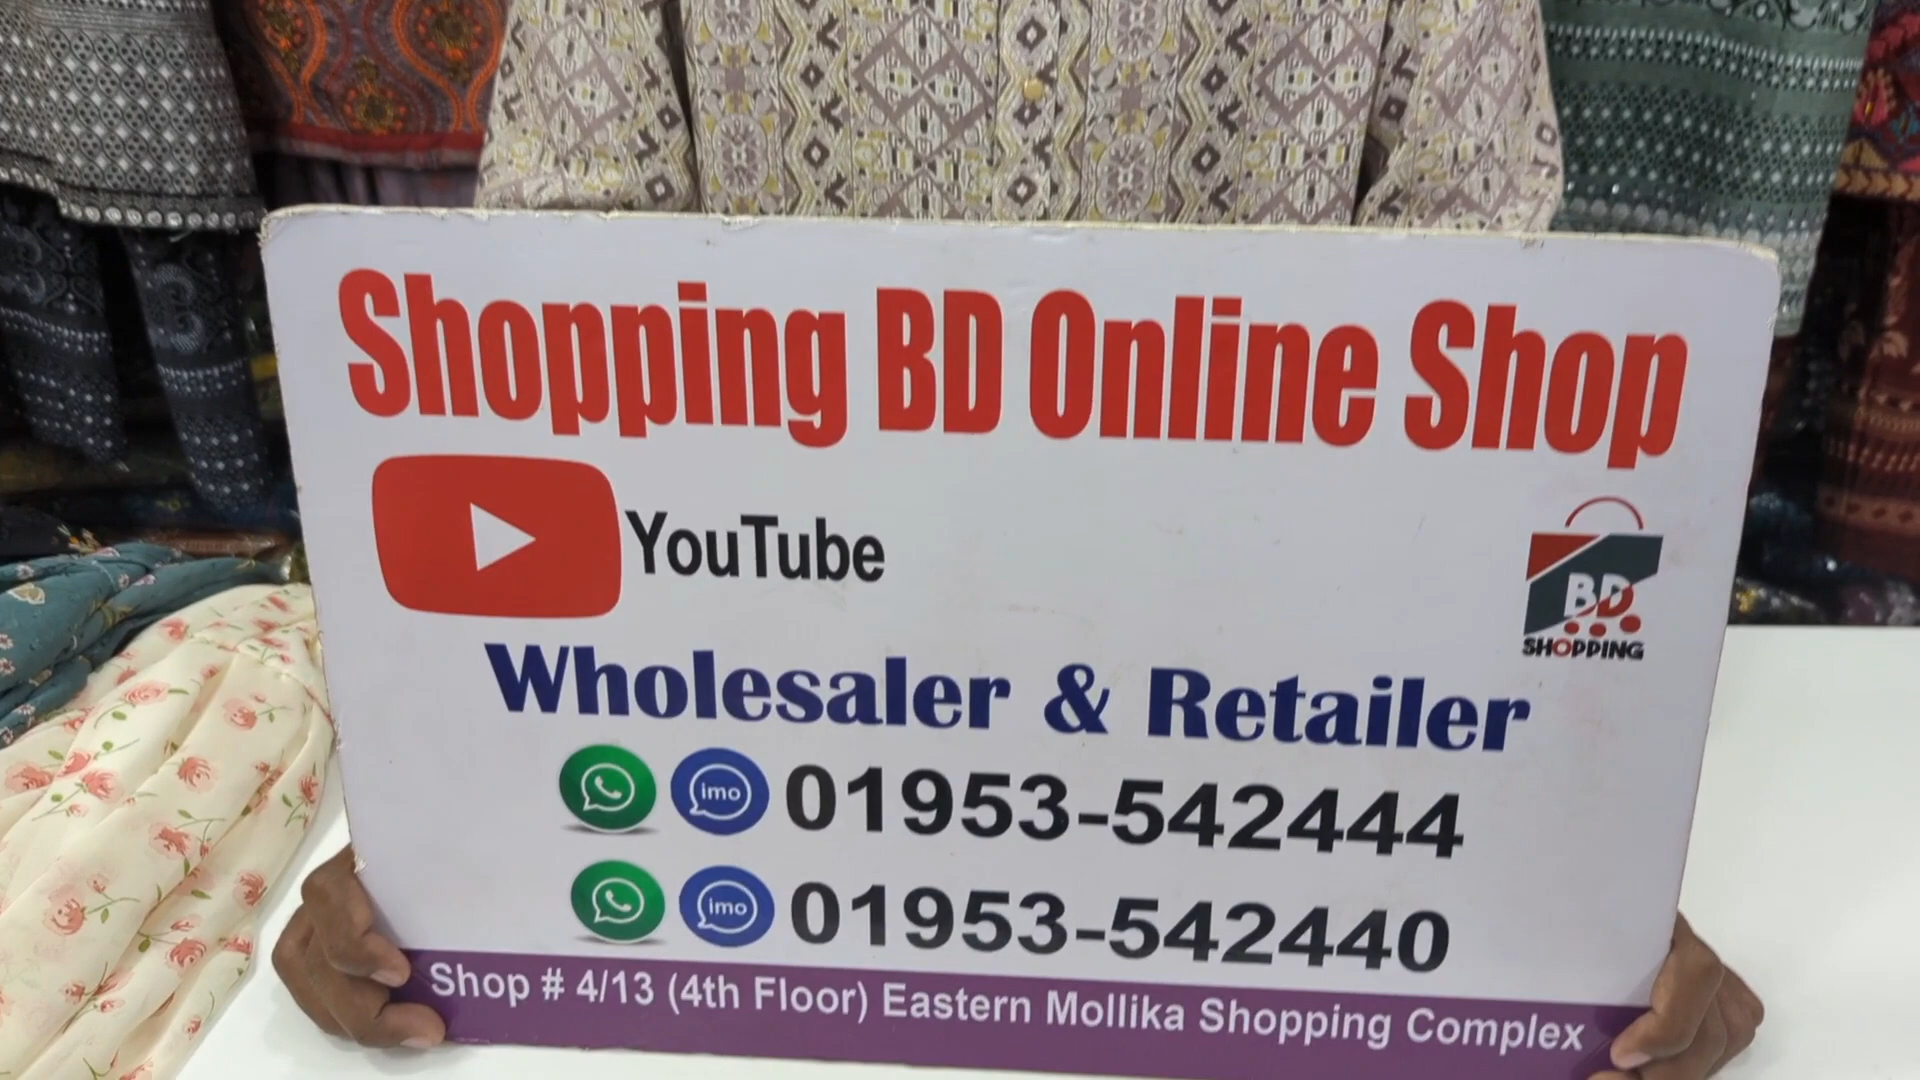 Shopping BD Online Shop
YouTube
BD
SHOPPING
Wholesaler & Retailer
imo 01953-542444
imo 01953-542440
Shop # 4/13 (4th Floor) Eastern Mollika Shopping Complex